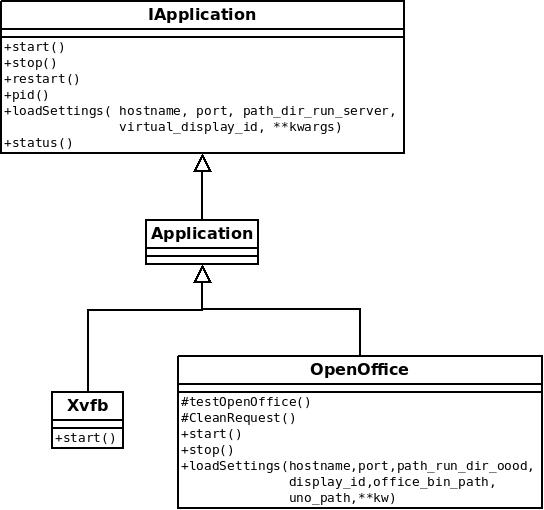 IApplication
+start()
+stop()
+restart()
+pid()
+loadSettings( hostname, port, path_dir_run_server,
virtual_display_id, **kwargs)
+status()
Application
Xvfb
+start()
OpenOffice
#testOpenOffice()
#CleanRequest()
+start()
+stop()
+loadSettings(hostname,port,path_run_dir_oood,
display_id,office_bin_path,
uno_path,**kw)